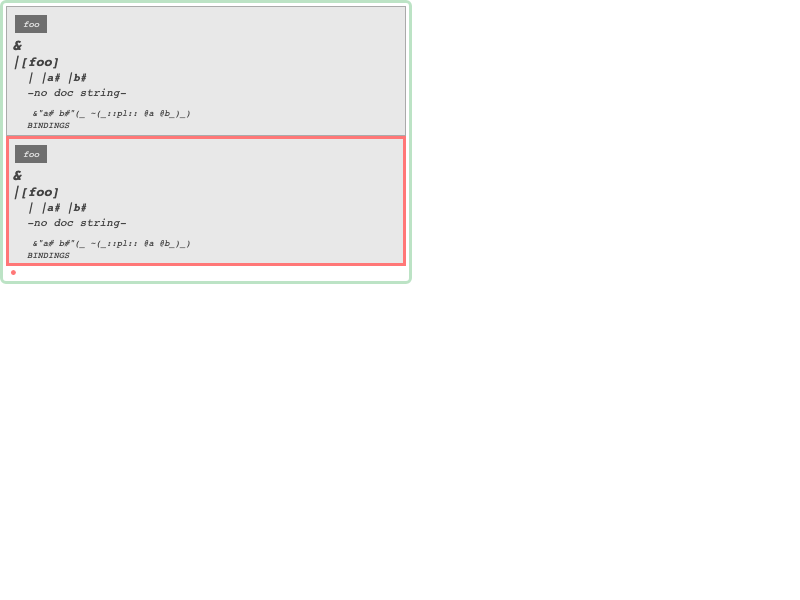 foo
&
|[foo]
| |a# |b#
-no doc string-
&"a# b#"(_ ~(_::pl:: @a @b_)_)
BINDINGS
foo
&
|[foo]
| |a# |b#
-no doc string-
&"a# b#"(_ ~(_::pl:: @a @b_)_)
BINDINGS